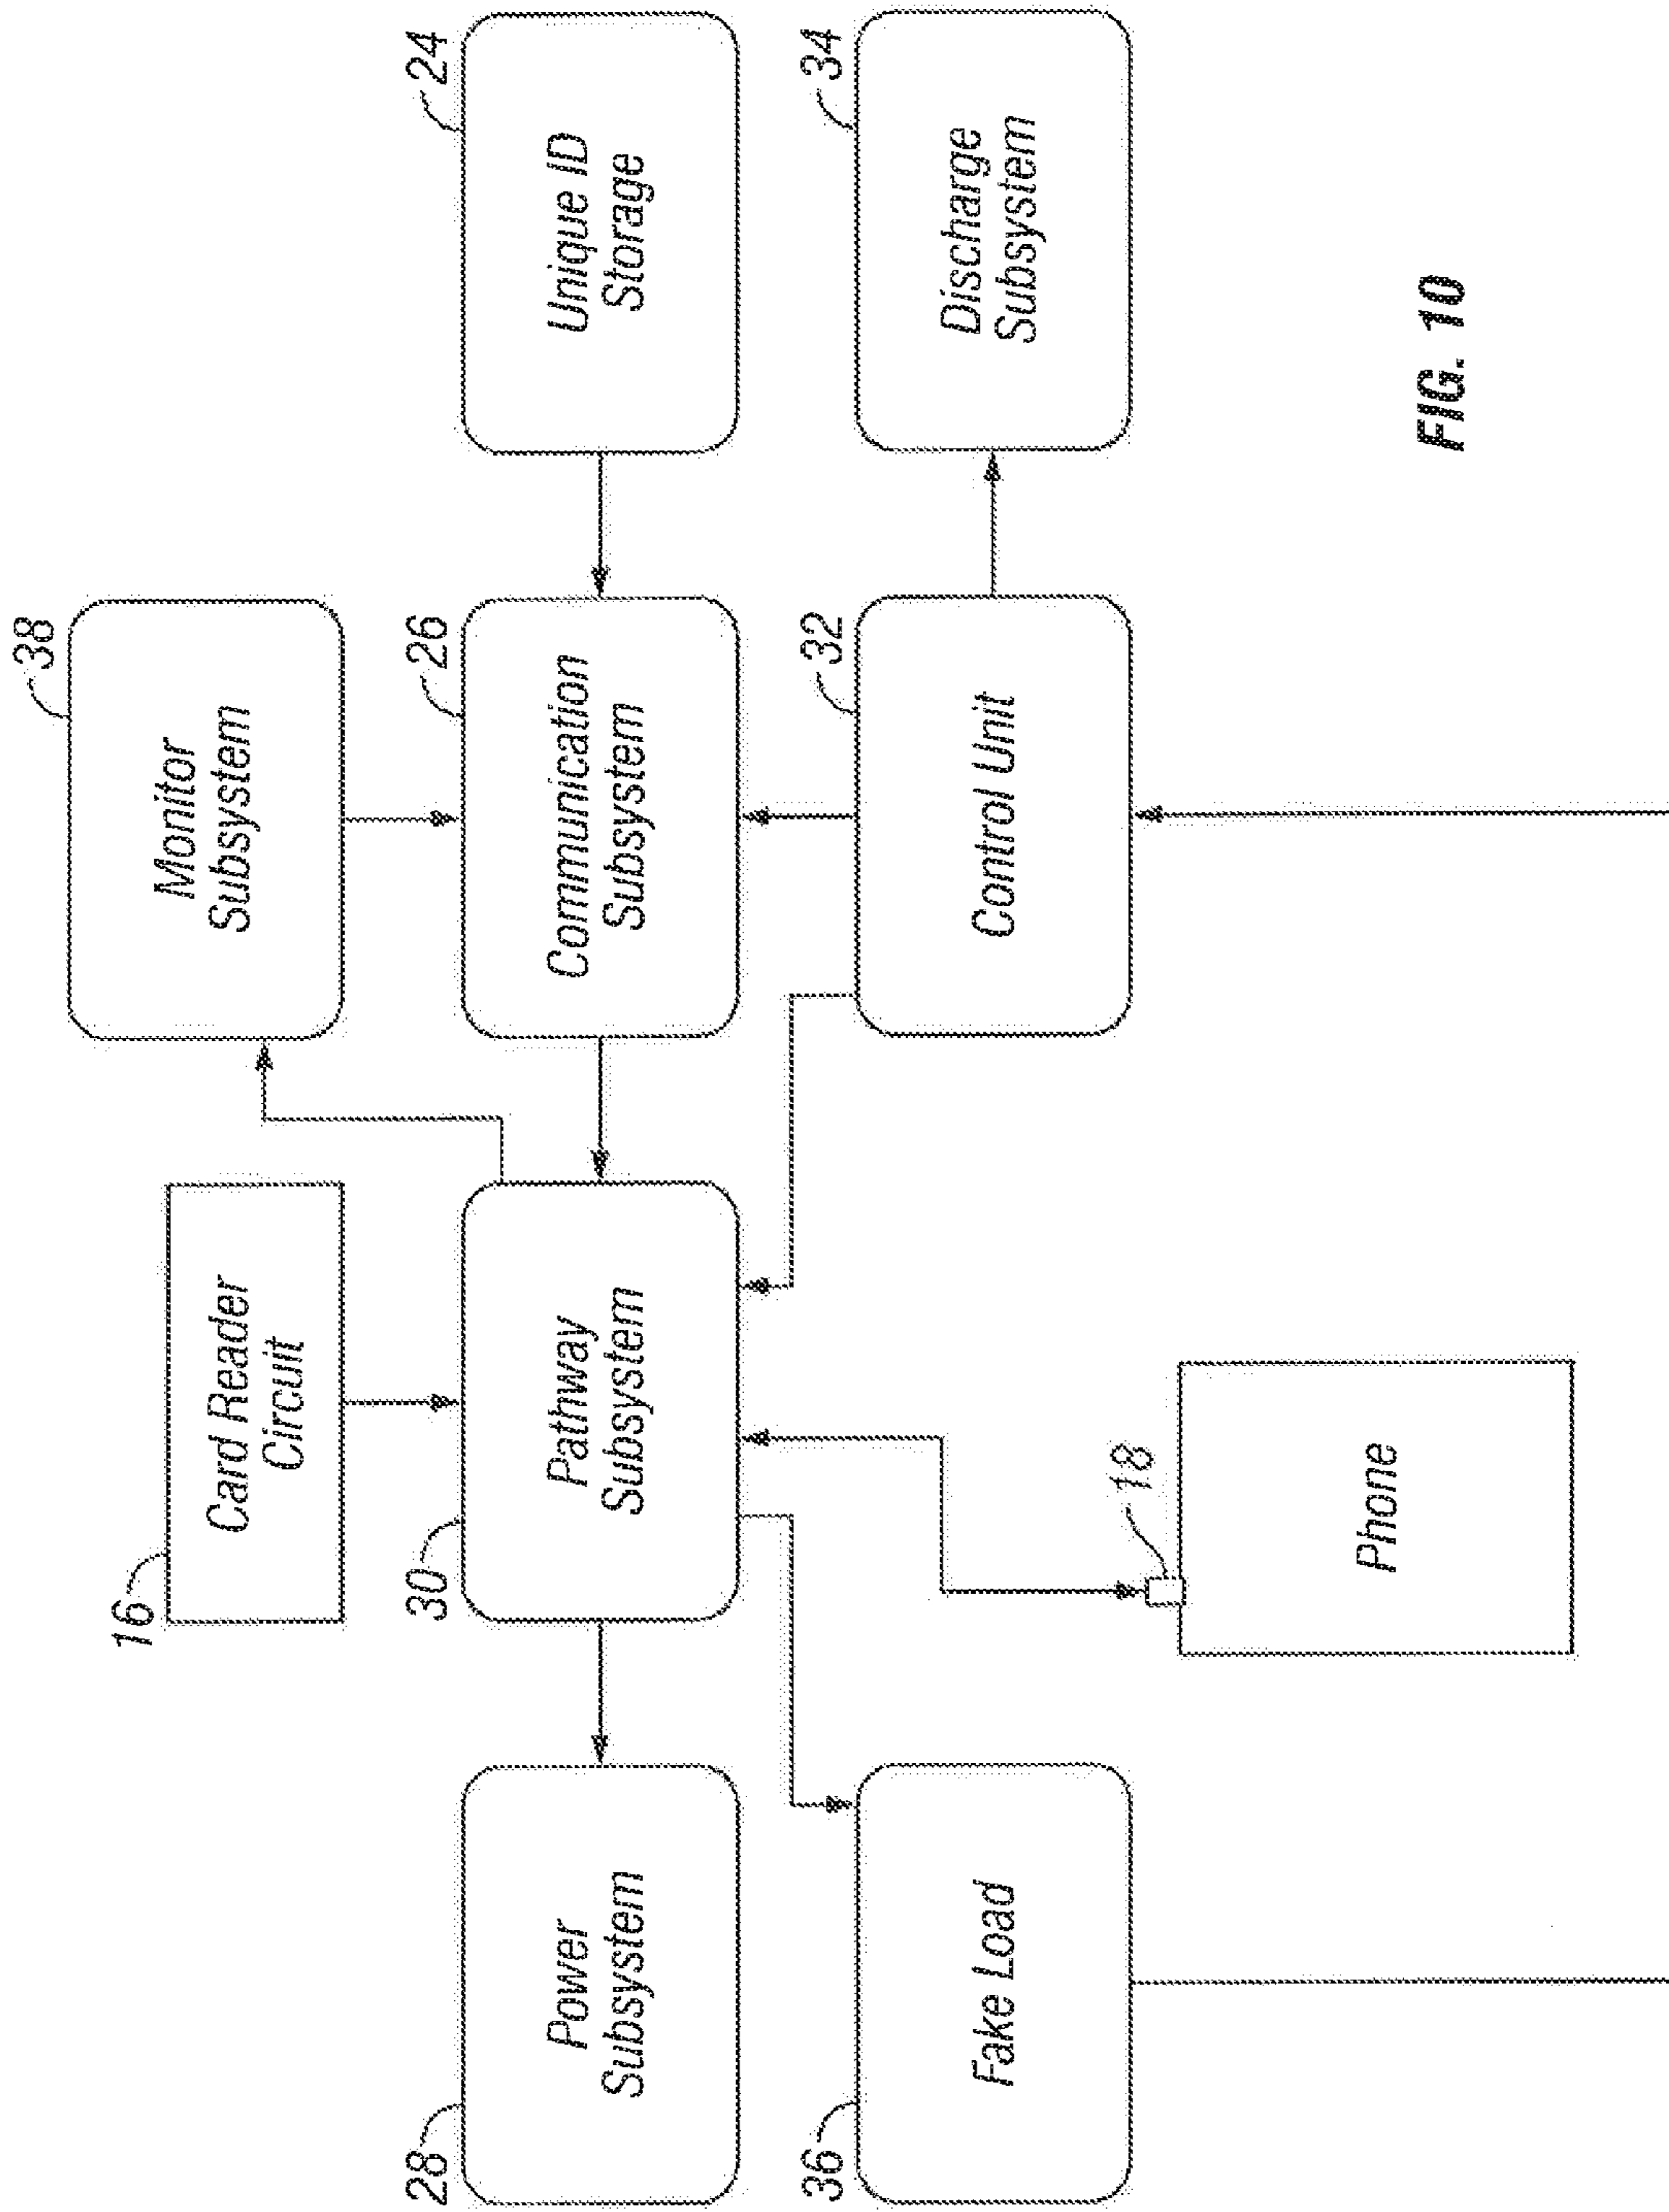 16
Card Reader
Circuit
38
Monitor
Subsystem
28
Power
Subsystem
30
Pathway
Subsystem
26
Communication
Subsystem
24
Unique ID
Storage
36
Fake Load
32
Control Unit
34
Discharge
Subsystem
18
Phone
FIG. 10